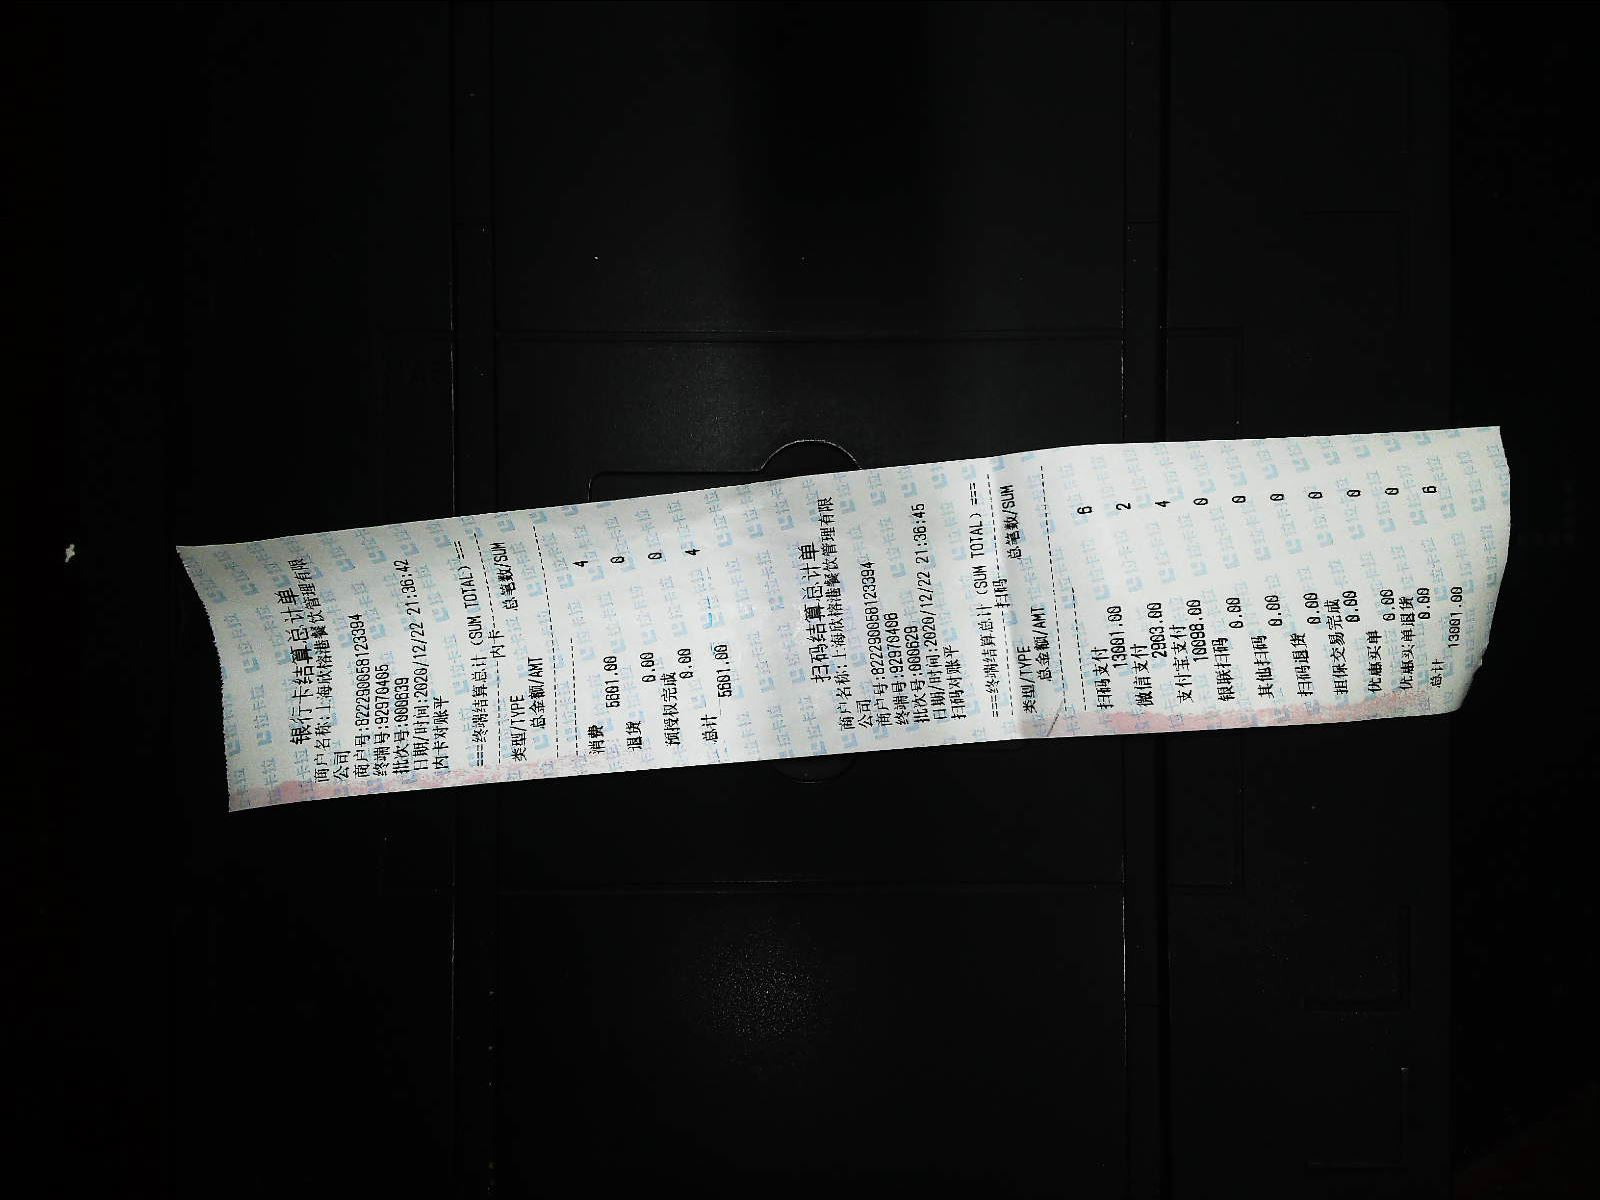 银行卡结算总计单
商户名称:上海欣榕港餐饮管理有限
公司
商户号:822290058123394
终端号:92970405
批次号:000639
日期/时间:2020/12/22 21:36:42
内卡对账平
===终端结算总计(SUM TOTAL)===
内卡
类型/TYPE 总笔数/SUM
总金额/AMT
消费 4
5601.00
退货 0
0.00
预授权完成 0
0.00
总计 4
5601.00
扫码结算总计单
商户名称:上海欣榕港餐饮管理有限
公司
商户号:822290058123394
终端号:92970406
批次号:000629
日期/时间:2020/12/22 21:36:45
扫码对账平
===终端结算总计(SUM TOTAL)===
扫码
类型/TYPE 总笔数/SUM
总金额/AMT
扫码支付 6
13001.00
微信支付 2
2903.00
支付宝支付 4
10098.00
银联扫码 0
0.00
其他扫码 0
0.00
扫码退货 0
0.00
担保交易完成 0
0.00
优惠买单 0
0.00
优惠买单退货 0
0.00
总计 6
13001.00